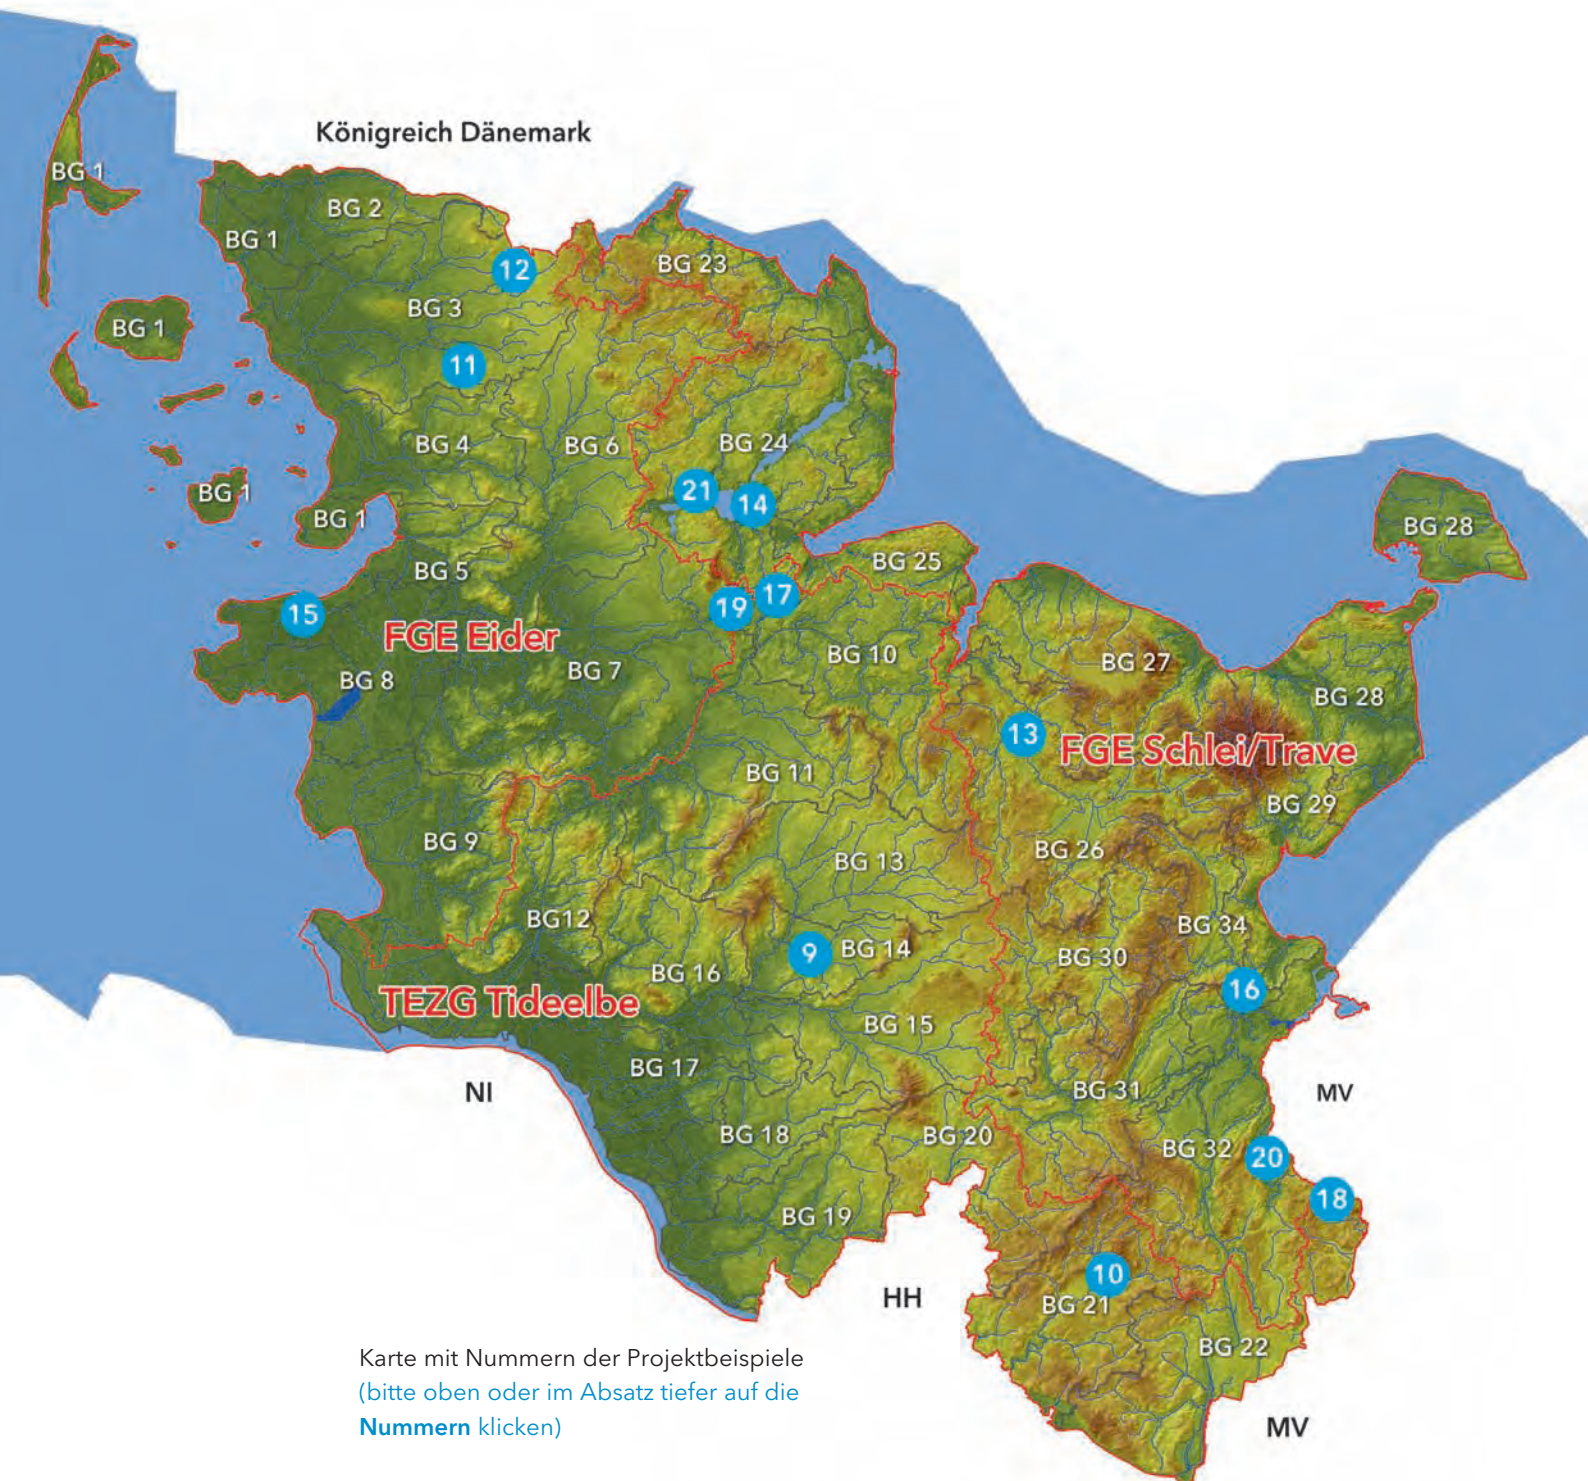 Königreich Dänemark
BG 1
BG 2
BG 1
12
BG 23
BG 3
BG 1
11
BG 4
BG 6
BG 24
21
14
BG 1
BG 1
BG 28
BG 25
BG 5
15
19
17
FGE Eider
BG 10
BG 27
BG 7
BG 8
BG 28
13
FGE Schlei/Trave
BG 11
BG 29
BG 9
BG 13
BG 26
BG12
BG 34
9
BG 14
BG 30
BG 16
16
TEZG Tideelbe
BG 15
BG 17
NI
BG 31
MV
BG 18
BG 20
BG 32
20
18
BG 19
10
HH
BG 21
BG 22
Karte mit Nummern der Projektbeispiele
(bitte oben oder im Absatz tiefer auf die
Nummern klicken)
MV